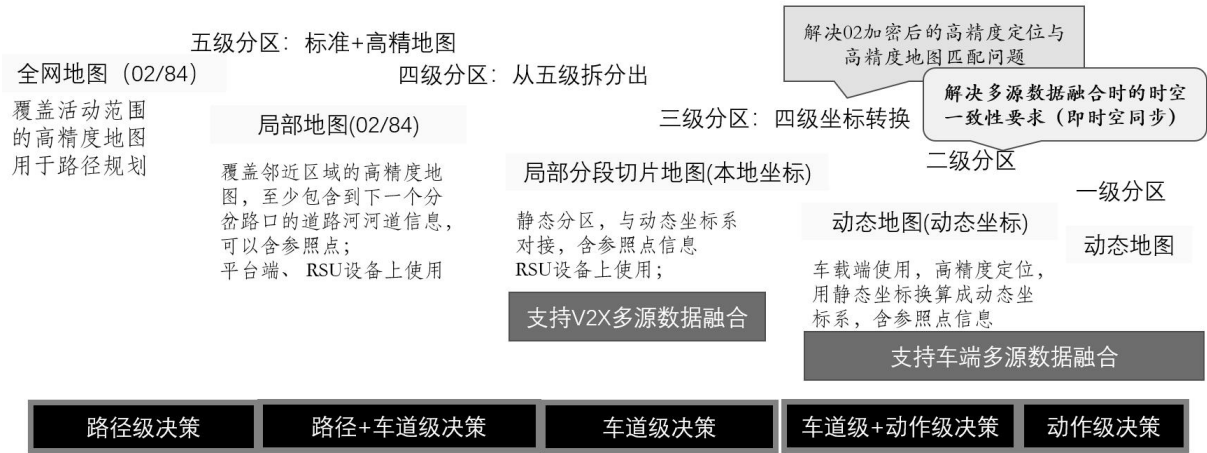 五级分区：标准+高精地图
全网地图（02/84）
覆盖活动范围
的高精度地图
用于路径规划
四级分区：从五级拆分出
局部地图(02/84)
覆盖邻近区域的高精度地
图，至少包含到下一个分
岔路口的道路河河道信息，
可以含参照点；
平台端、RSU设备上使用
三级分区：四级坐标转换
局部分段切片地图(本地坐标)
静态分区，与动态坐标系
对接，含参照点信息
RSU设备上使用；
支持V2X多源数据融合
解决02加密后的高精度定位与
高精度地图匹配问题
解决多源数据融合时的时空
一致性要求（即时空同步）
二级分区
动态地图(动态坐标)
车载端使用，高精度定位，
用静态坐标换算成动态坐
标系，含参照点信息
支持车端多源数据融合
一级分区
动态地图
路径级决策
路径+车道级决策
车道级决策
车道级+动作级决策
动作级决策